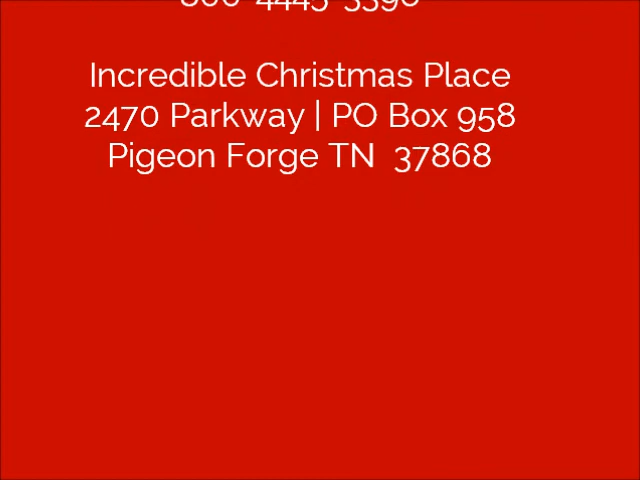 Incredible Christmas Place
2470 Parkway | PO Box 958
Pigeon Forge TN  37868